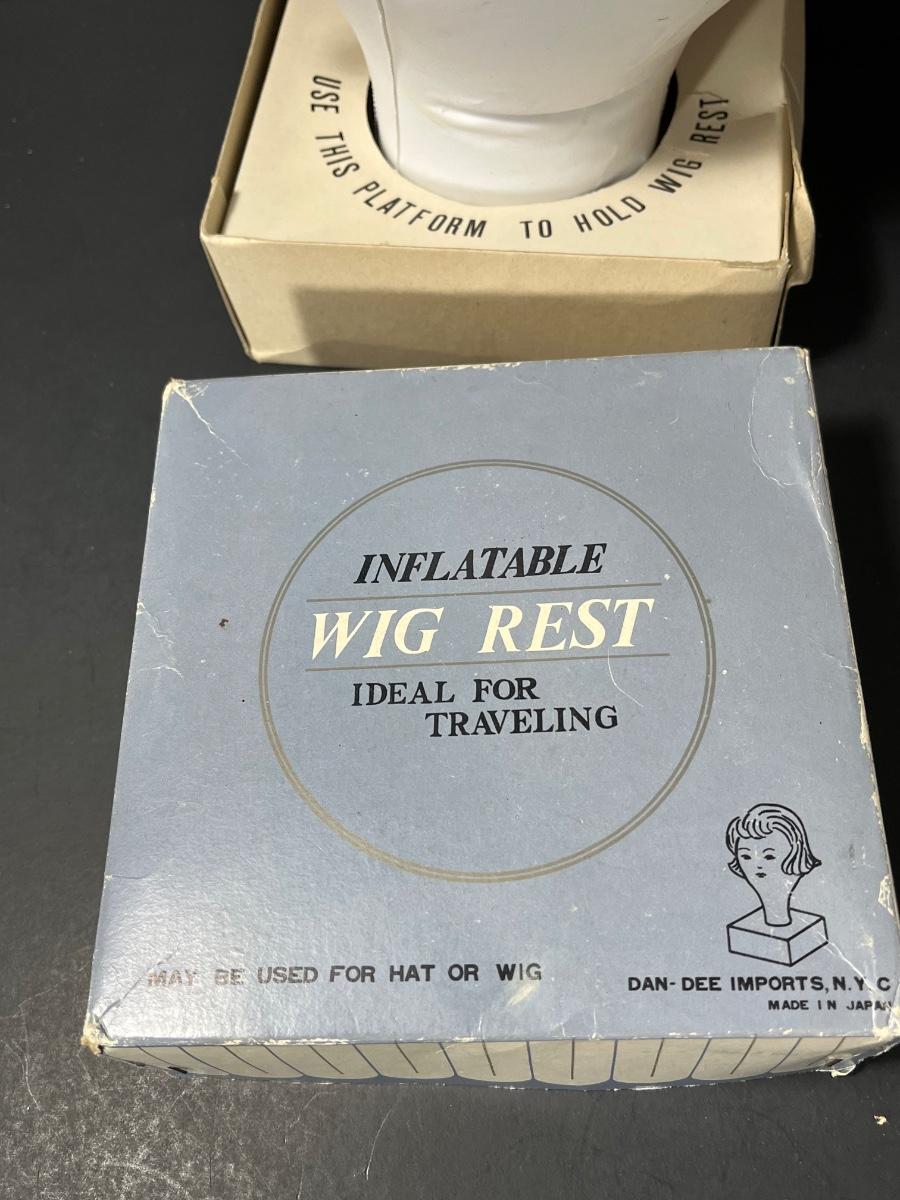 USE THIS PLATFORM TO HOLD WIG REST
INFLATABLE
WIG REST
IDEAL FOR
TRAVELING
MAY BE USED FOR HAT OR WIG
DAN-DEE IMPORTS, N.Y.C
MADE IN JAPAN